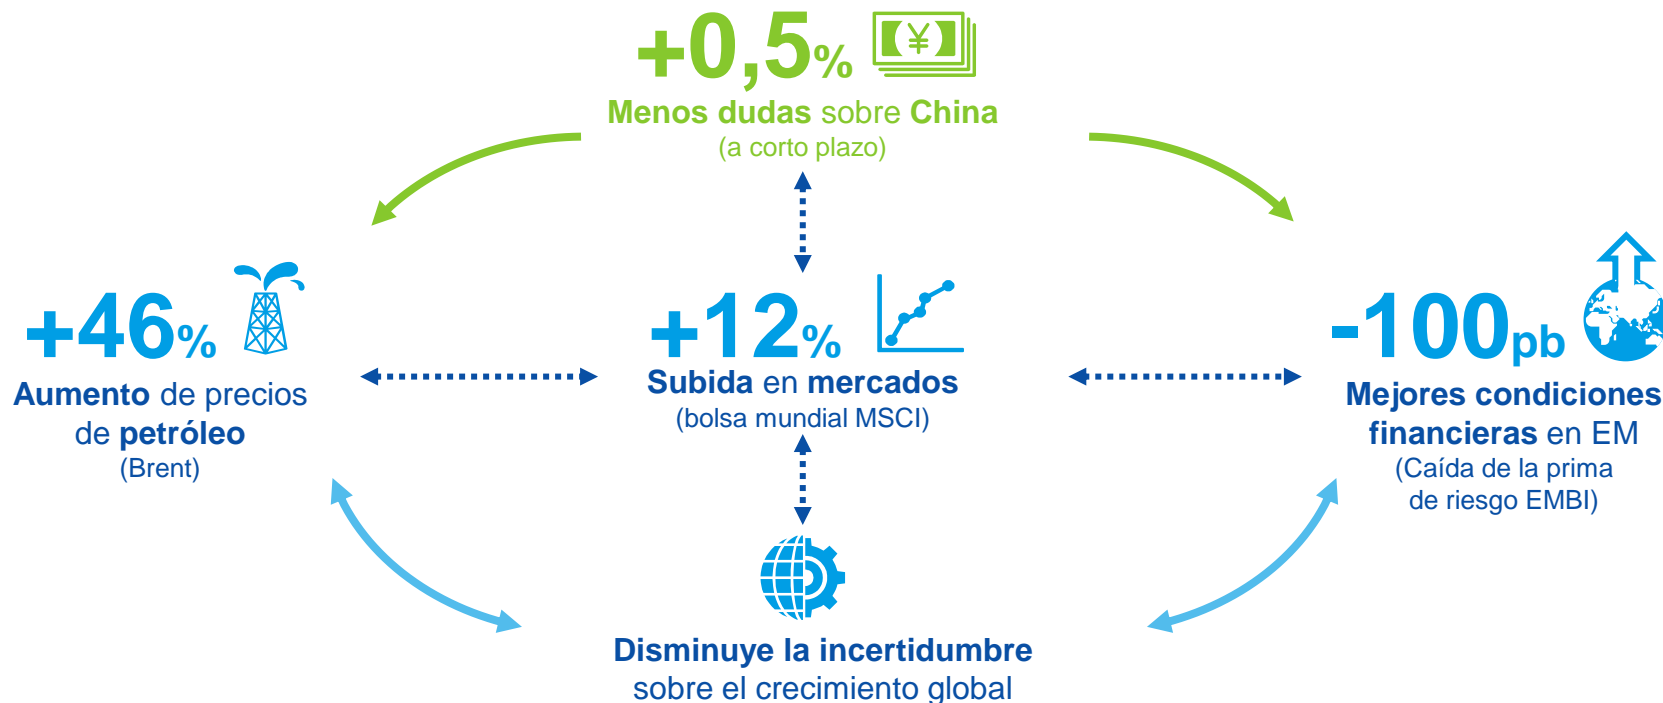 +0,5%
¥
Menos dudas sobre China
(a corto plazo)
+46%
Aumento de precios
de petróleo
(Brent)
+12%
Subida en mercados
(bolsa mundial MSCI)
-100pb
Mejores condiciones
financieras en EM
(Caída de la prima
de riesgo EMBI)
Disminuye la incertidumbre
sobre el crecimiento global